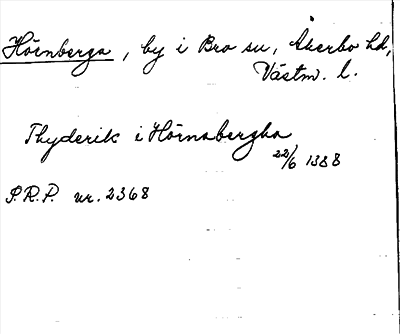 Hörnberga, by i Bro sn, Åkerbo hd,
Västm. l.
Thyderik i Hörnabergha
22/6 1388
S.R.P. nr. 2368